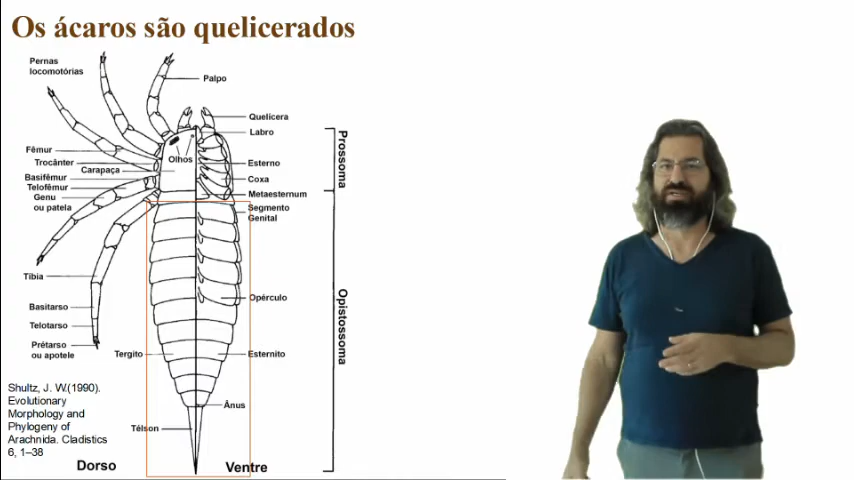 Os ácaros são quelicerados
Pernas
locomotórias
Palpo
Quelicera
Labro
Olhos
Fêmur
Trocânter
Carapaça
Basifêmur
Telofêmur
Genu
ou patela
Esterno
Coxa
Metaesternum
Segmento
Genital
Prossoma
Tíbia
Basitarso
Telotarso
Prétarso
ou apotele
Opérculo
Opistossoma
Tergito
Esternito
Ânus
Télson
Shultz, J. W.(1990).
Evolutionary
Morphology and
Phylogeny of
Arachnida. Cladistics
6, 1–38
Dorso
Ventre